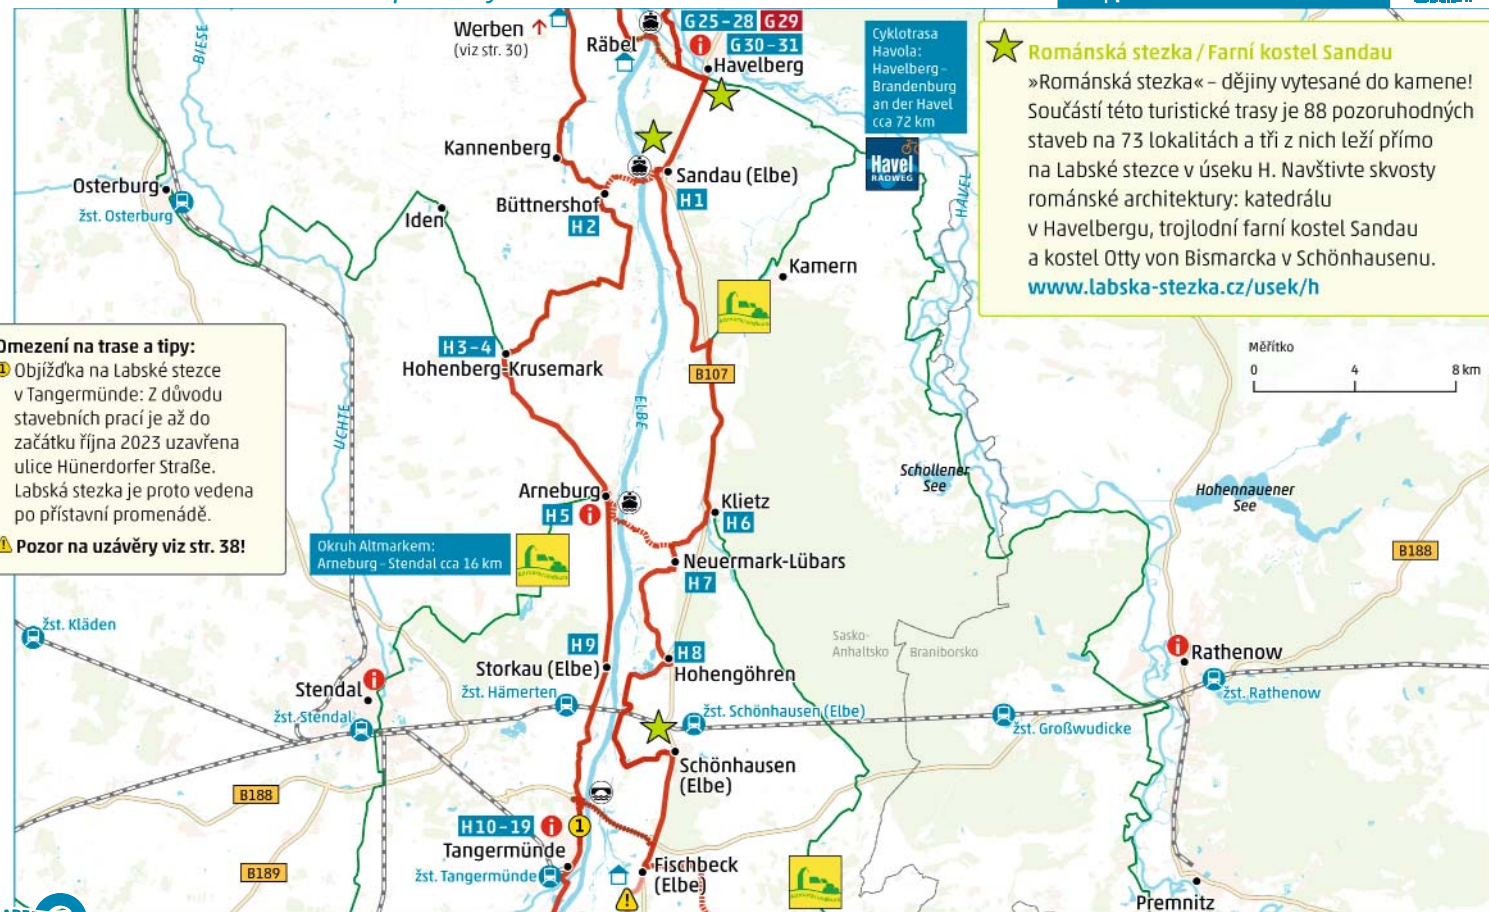 Werben
(viz str. 30)
Räbel
G25-28 G29
G30-31
Havelberg
Cyklotrasa
Havola:
Havelberg –
Brandenburg
an der Havel
cca 72 km
Havel
RADWEG
HAVEL
Románská stezka / Farní kostel Sandau
»Románská stezka« – dějiny vytesané do kamene!
Součástí této turistické trasy je 88 pozoruhodných
staveb na 73 lokalitách a tři z nich leží přímo
na Labské stezce v úseku H. Navštivte skvosty
románské architektury: katedrálu
v Havelbergu, trojlodní farní kostel Sandau
a kostel Otty von Bismarcka v Schönhausenu.
www.labska-stezka.cz/usek/h
BIESE
Kannenberg
Osterburg
žst. Osterburg
Sandau (Elbe)
H1
Büttnershof
H2
Iden
Kamern
Omezení na trase a tipy:
1 Objížďka na Labské stezce
v Tangermünde: Z důvodu
stavebních prací je až do
začátku října 2023 uzavřena
ulice Hünerdorfer Straße.
Labská stezka je proto vedena
po přístavní promenádě.
Pozor na uzávěry viz str. 38!
H3-4
Hohenberg-Krusemark
B107
Měřítko
0 4 8 km
UCHTE
ELBE
Schollener
See
Hohennauener
See
Arneburg
H5
Klietz
H6
Okruh Altmarkem:
Arneburg – Stendal cca 16 km
Neuermark-Lübars
H7
B188
žst. Kläden
H9
Storkau (Elbe)
H8
Hohengöhren
Sasko-
Anhaltsko
Braniborsko
Rathenow
žst. Rathenow
Stendal
žst. Stendal
žst. Hämerten
žst. Schönhausen (Elbe)
žst. Großwudicke
Schönhausen
(Elbe)
B188
H10-19
1
Tangermünde
žst. Tangermünde
B189
Fischbeck
(Elbe)
Premnitz